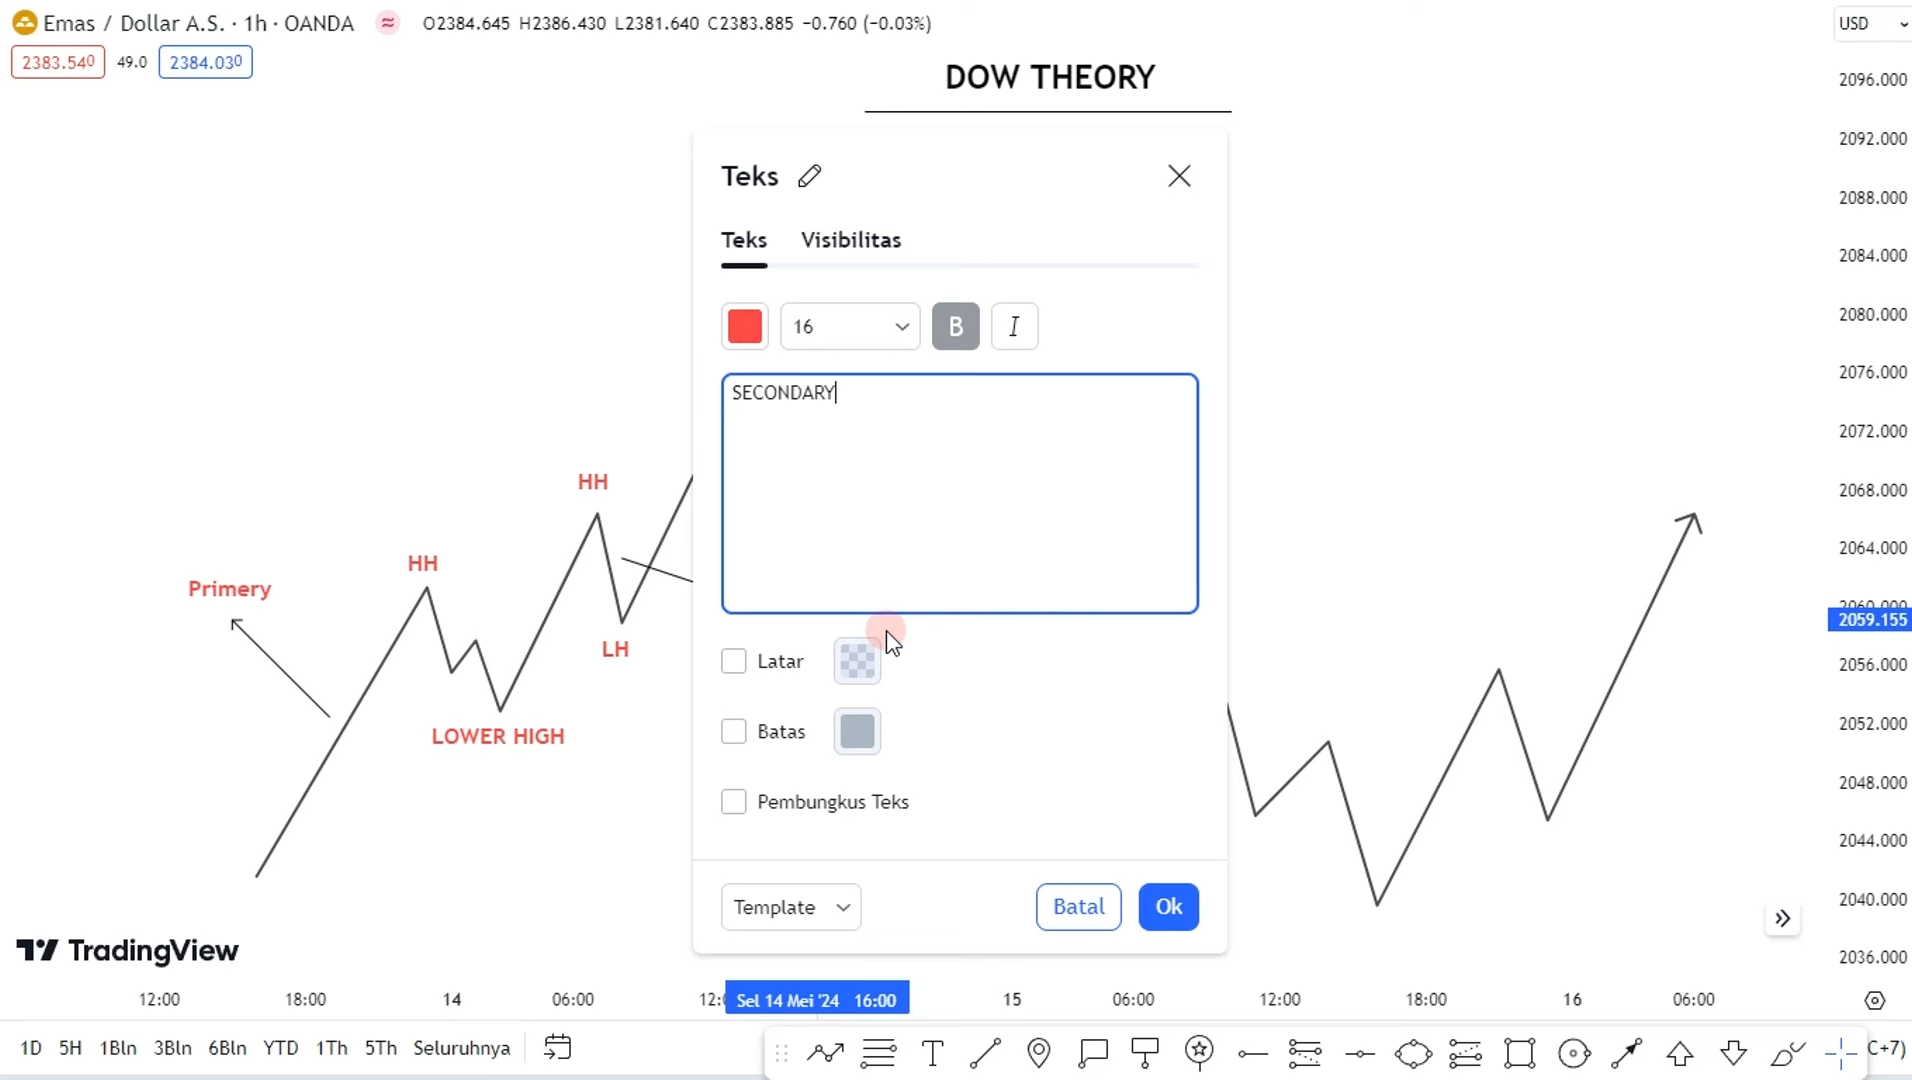 Emas / Dollar A.S. · 1h · OANDA ≈ O2384.645 H2386.430 L2381.640 C2383.885 −0.760 (−0.03%)
USD
2383.540 49.0 2384.030
DOW THEORY
2096.000
2092.000
2088.000
2084.000
2080.000
2076.000
2072.000
2068.000
2064.000
2060.000
2059.155
2056.000
2052.000
2048.000
2044.000
2040.000
2036.000
Teks
Teks Visibilitas
16 B I
SECONDARY
Latar
Batas
Pembungkus Teks
Template Batal Ok
HH
HH
Primery
LH
LOWER HIGH
TradingView
12:00 18:00 14 06:00 12:0 Sel 14 Mei '24 16:00 15 06:00 12:00 18:00 16 06:00
1D 5H 1Bln 3Bln 6Bln YTD 1Th 5Th Seluruhnya
C+7)